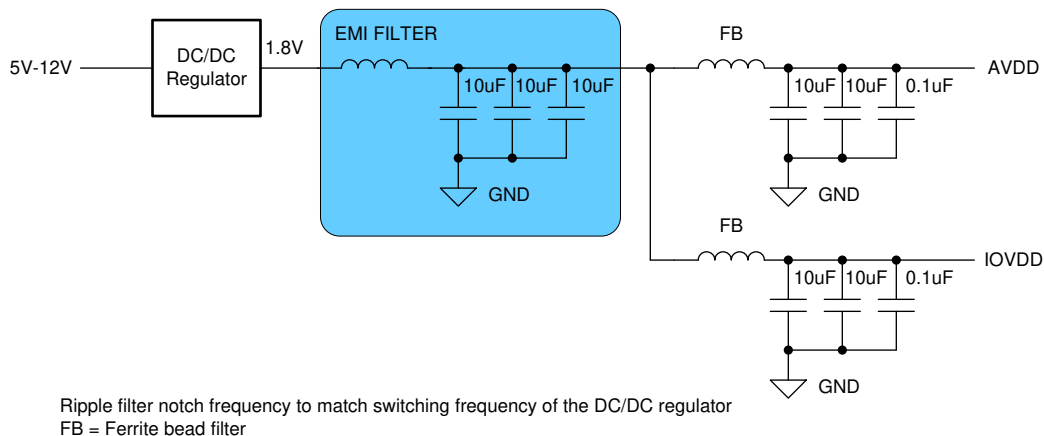 EMI FILTER
FB
5V-12V
DC/DC
Regulator
1.8V
10uF
10uF
10uF
GND
10uF
10uF
0.1uF
AVDD
GND
FB
IOVDD
10uF
10uF
0.1uF
GND
Ripple filter notch frequency to match switching frequency of the DC/DC regulator
FB = Ferrite bead filter